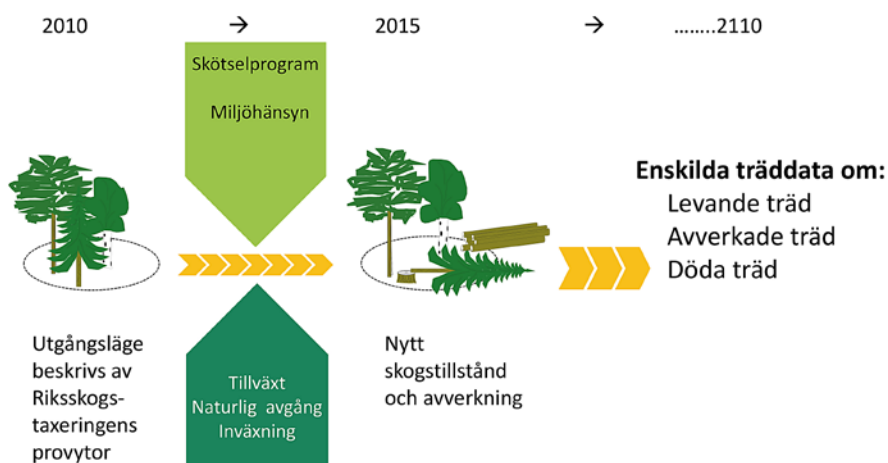 2010 → 2015 → ........2110
Skötselprogram
Miljöhänsyn
Enskilda träddata om:
Levande träd
Avverkade träd
Döda träd
Utgångsläge
beskrivs av
Riksskogs-
taxeringens
provytor
Tillväxt
Naturlig avgång
Inväxning
Nytt
skogstillstånd
och avverkning